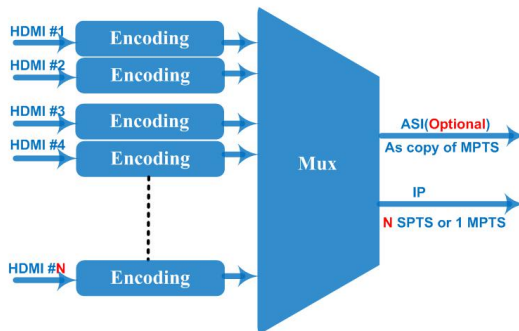 HDMI #1
Encoding
HDMI #2
Encoding
HDMI #3
Encoding
HDMI #4
Encoding
HDMI #N
Encoding
Mux
ASI(Optional)
As copy of MPTS
IP
N SPTS or 1 MPTS